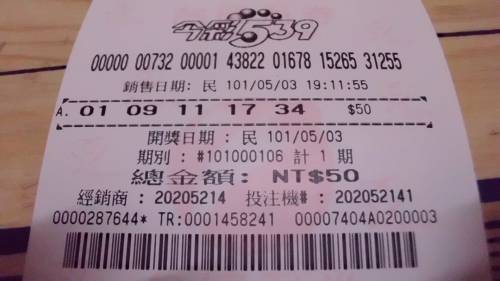 今彩539
00000 00732 00001 43822 01678 15265 31255
銷售日期: 民 101/05/03 19:11:55
A. 01 09 11 17 34 $50
開獎日期 : 民 101/05/03
期別 : #101000106 計 1 期
總金額: NT$50
經銷商 : 20205214 投注機# : 202052141
0000287644* TR:0001458241 00007404A0200003